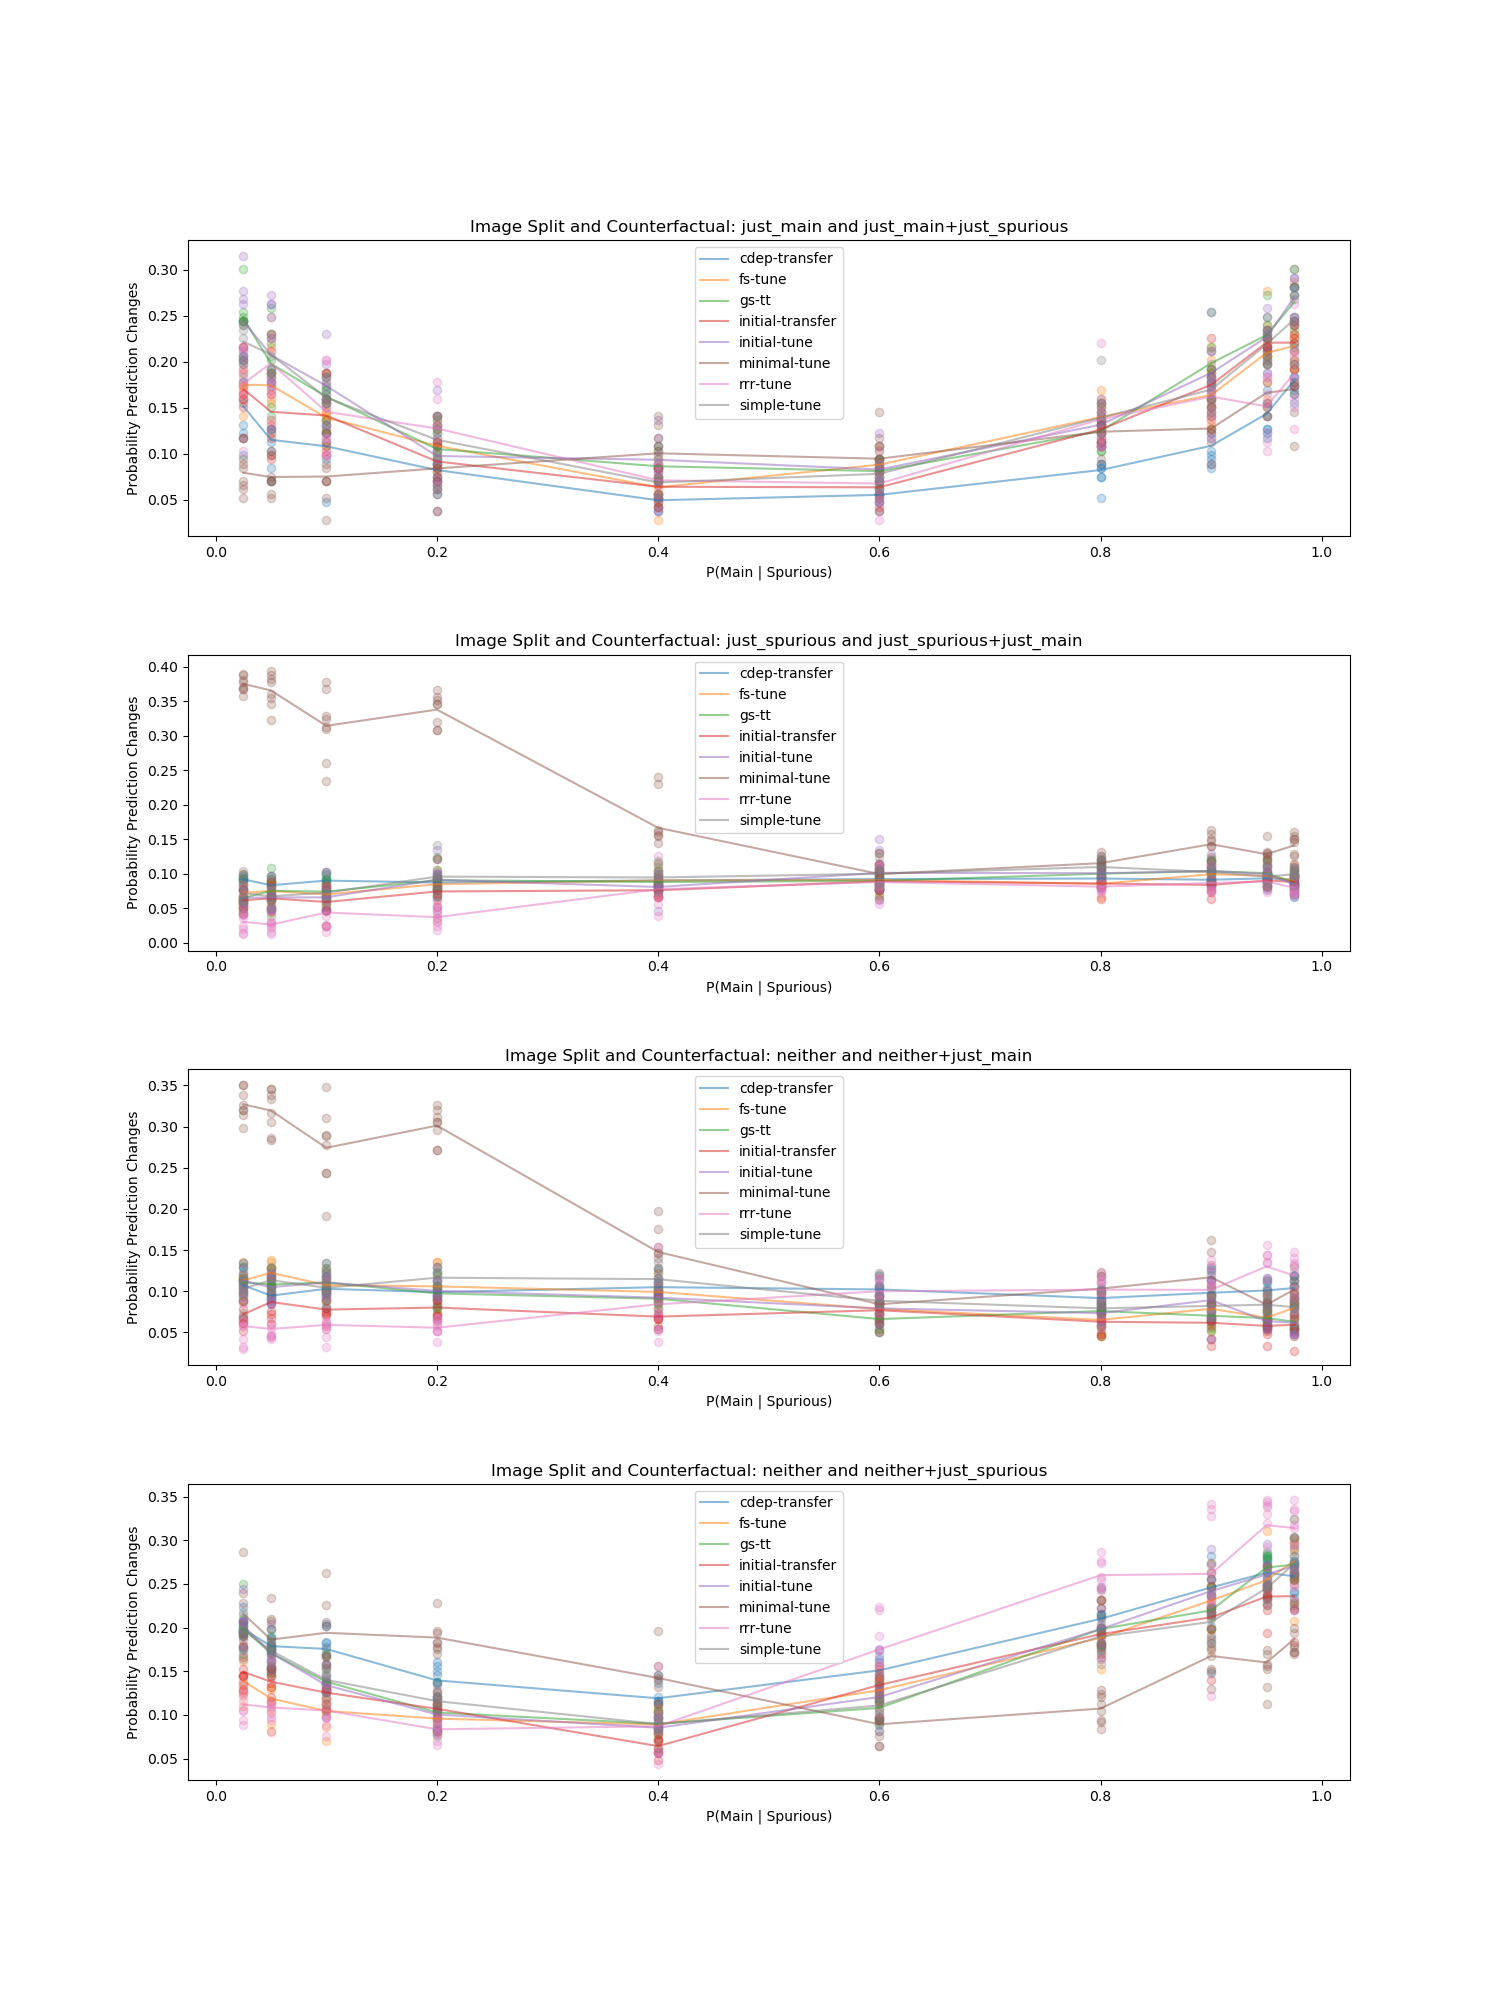 Image Split and Counterfactual: just_main and just_main+just_spurious
Probability Prediction Changes
0.30
0.25
0.20
0.15
0.10
0.05
cdep-transfer
fs-tune
gs-tt
initial-transfer
initial-tune
minimal-tune
rrr-tune
simple-tune
0.0 0.2 0.4 0.6 0.8 1.0
P(Main | Spurious)
Image Split and Counterfactual: just_spurious and just_spurious+just_main
Probability Prediction Changes
0.40
0.35
0.30
0.25
0.20
0.15
0.10
0.05
0.00
cdep-transfer
fs-tune
gs-tt
initial-transfer
initial-tune
minimal-tune
rrr-tune
simple-tune
0.0 0.2 0.4 0.6 0.8 1.0
P(Main | Spurious)
Image Split and Counterfactual: neither and neither+just_main
Probability Prediction Changes
0.35
0.30
0.25
0.20
0.15
0.10
0.05
cdep-transfer
fs-tune
gs-tt
initial-transfer
initial-tune
minimal-tune
rrr-tune
simple-tune
0.0 0.2 0.4 0.6 0.8 1.0
P(Main | Spurious)
Image Split and Counterfactual: neither and neither+just_spurious
Probability Prediction Changes
0.35
0.30
0.25
0.20
0.15
0.10
0.05
cdep-transfer
fs-tune
gs-tt
initial-transfer
initial-tune
minimal-tune
rrr-tune
simple-tune
0.0 0.2 0.4 0.6 0.8 1.0
P(Main | Spurious)